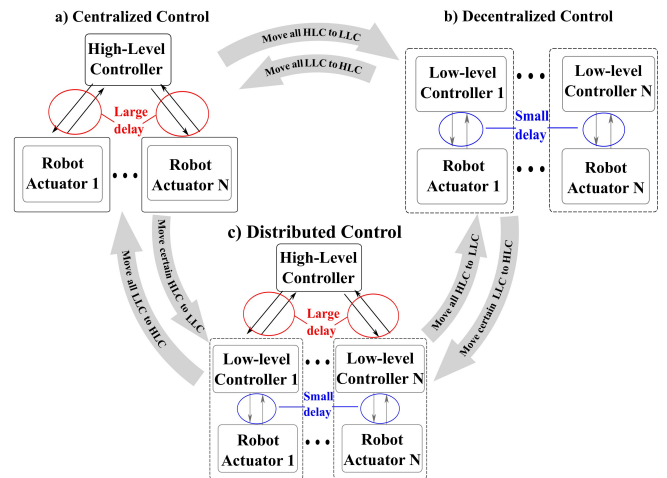 a) Centralized Control
High-Level
Controller
Large
delay
Robot
Actuator 1
Robot
Actuator N
Move all HLC to LLC
Move all LLC to HLC
b) Decentralized Control
Low-level
Controller 1
Low-level
Controller N
Small
delay
Robot
Actuator 1
Robot
Actuator N
Move all LLC to HLC
Move certain HLC to LLC
c) Distributed Control
High-Level
Controller
Large
delay
Low-level
Controller 1
Low-level
Controller N
Small
delay
Robot
Actuator 1
Robot
Actuator N
Move all HLC to LLC
Move certain LLC to HLC